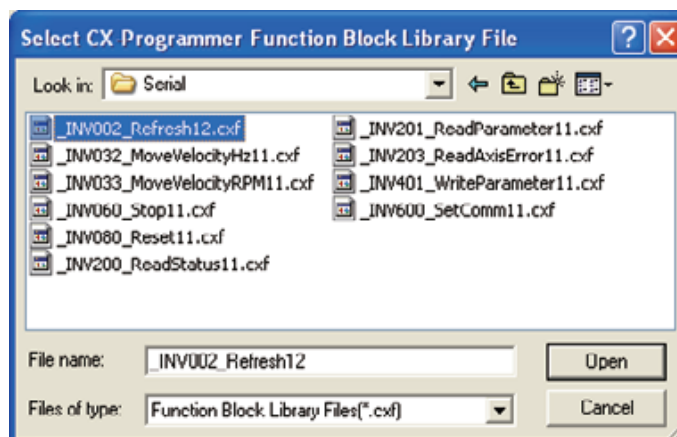 Select CX-Programmer Function Block Library File
Look in: Serial
_INV002_Refresh12.cxf
_INV032_MoveVelocityHz11.cxf
_INV033_MoveVelocityRPM11.cxf
_INV060_Stop11.cxf
_INV080_Reset11.cxf
_INV200_ReadStatus11.cxf
_INV201_ReadParameter11.cxf
_INV203_ReadAxisError11.cxf
_INV401_WriteParameter11.cxf
_INV600_SetComm11.cxf
File name: _INV002_Refresh12
Open
Files of type: Function Block Library Files(*.cxf)
Cancel